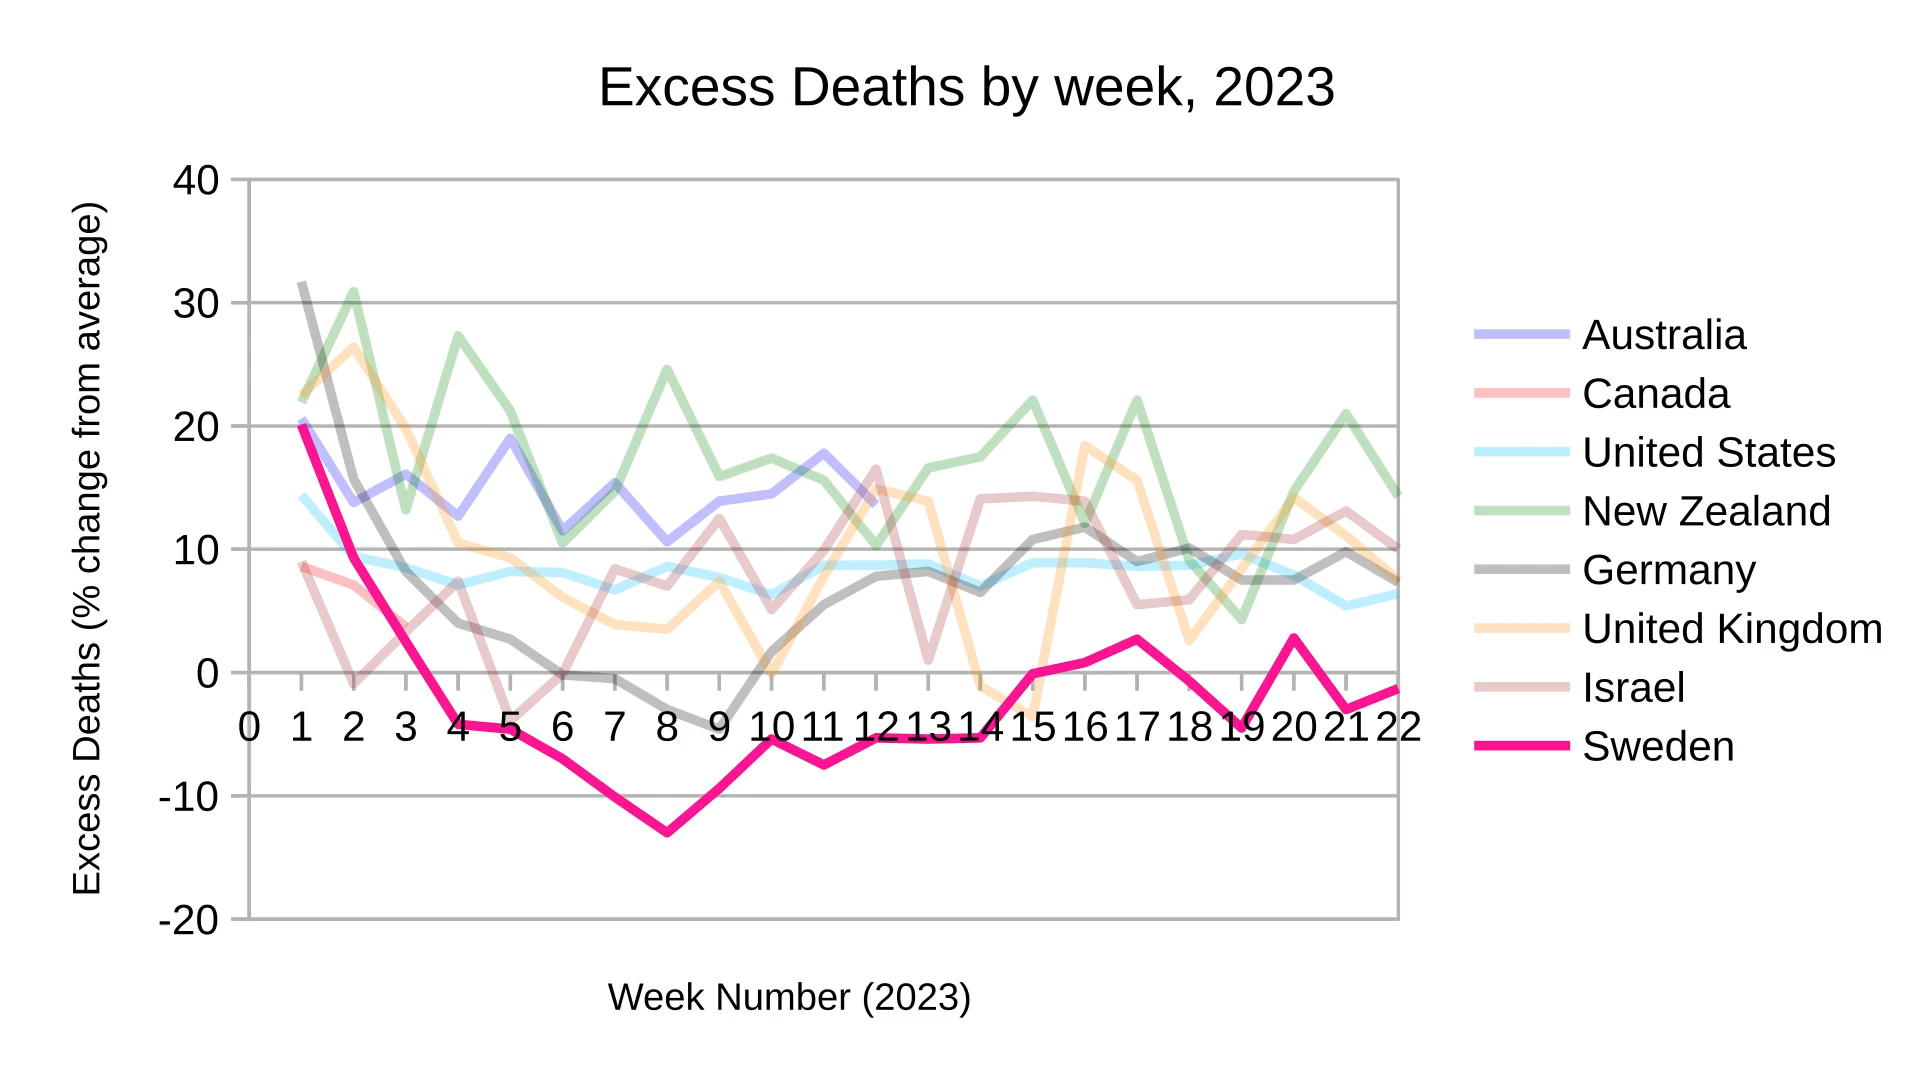 Excess Deaths by week, 2023
Excess Deaths (% change from average)
40
30
20
10
0
-10
-20
0 1 2 3 4 5 6 7 8 9 10 11 12 13 14 15 16 17 18 19 20 21 22
Week Number (2023)
Australia
Canada
United States
New Zealand
Germany
United Kingdom
Israel
Sweden